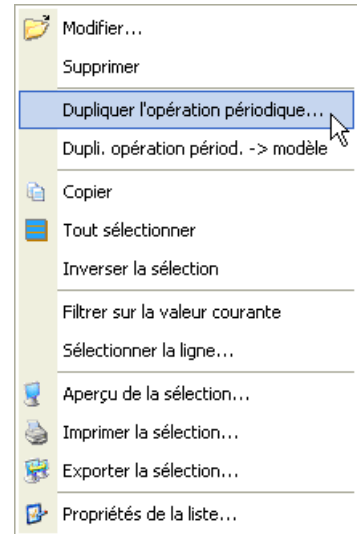 Modifier...
Supprimer
Dupliquer l'opération périodique...
Dupli. opération périod. -> modèle
Copier
Tout sélectionner
Inverser la sélection
Filtrer sur la valeur courante
Sélectionner la ligne...
Aperçu de la sélection...
Imprimer la sélection...
Exporter la sélection...
Propriétés de la liste...